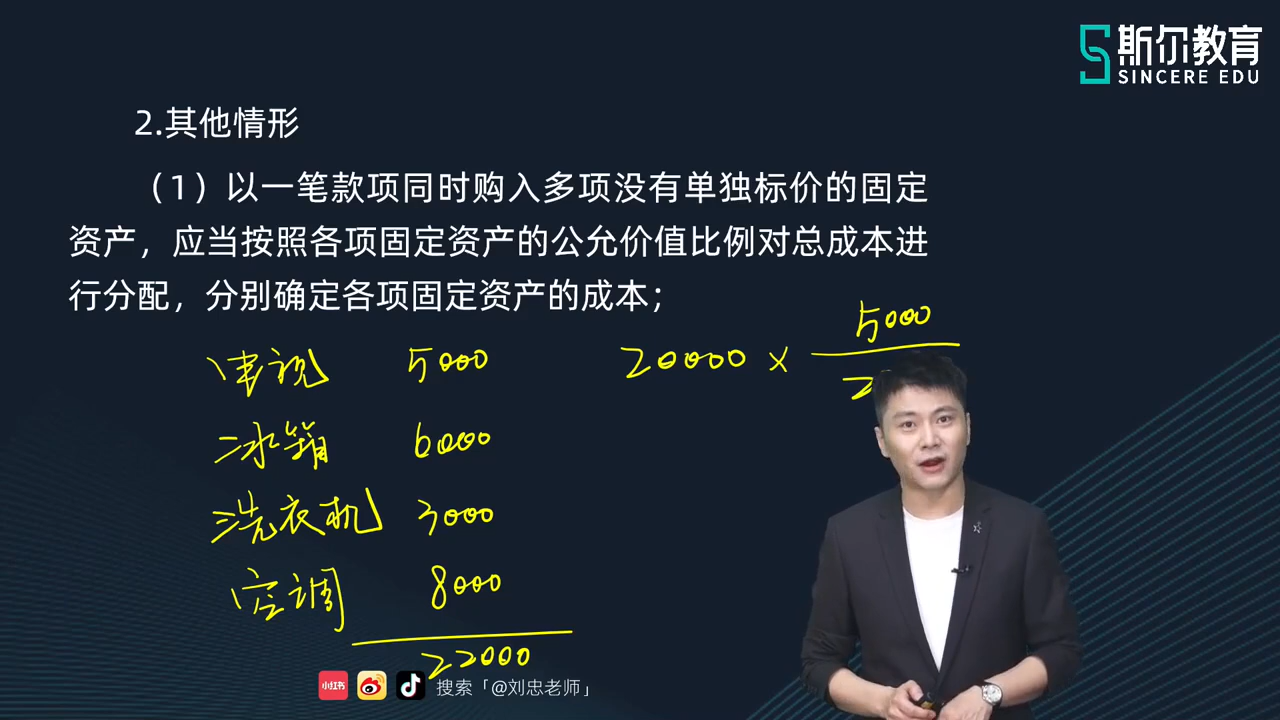 斯尔教育
SINCERE EDU
2.其他情形
（1）以一笔款项同时购入多项没有单独标价的固定
资产，应当按照各项固定资产的公允价值比例对总成本进
行分配，分别确定各项固定资产的成本；
电视 5000 20000 × 5000
2
冰箱 6000
洗衣机 3000
空调 8000
22000
小红书 搜索「@刘忠老师」